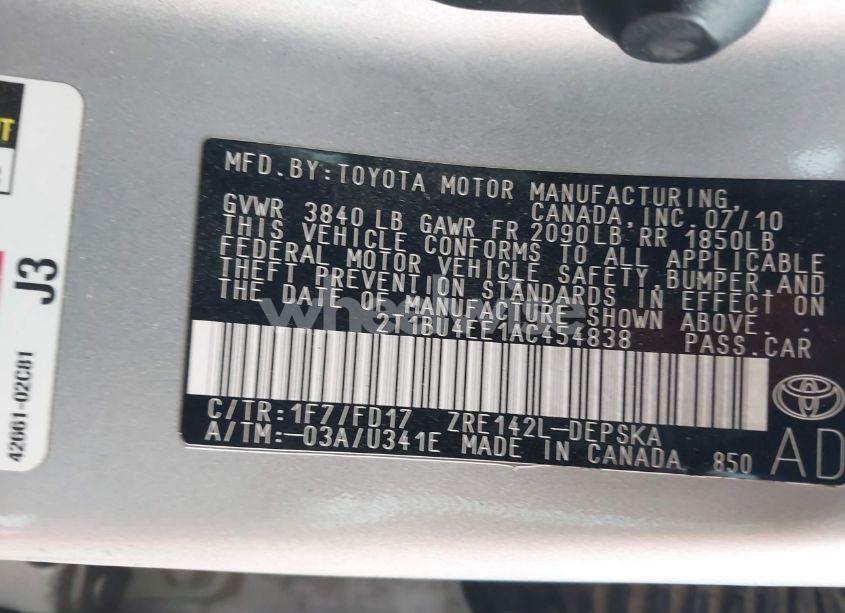 MFD.BY:TOYOTA MOTOR MANUFACTURING,
CANADA, INC. 07/10
GVWR 3840 LB GAWR FR 2090LB RR 1850LB
THIS VEHICLE CONFORMS TO ALL APPLICABLE
FEDERAL MOTOR VEHICLE SAFETY, BUMPER, AND
THEFT PREVENTION STANDARDS IN EFFECT ON
THE DATE OF MANUFACTURE SHOWN ABOVE.
2T1BU4EE1AC454838 PASS.CAR
C/TR:1F7/FD17 ZRE142L-DEPSKA
A/TM:-03A/U341E MADE IN CANADA 850
AD
J3
42661-02C81